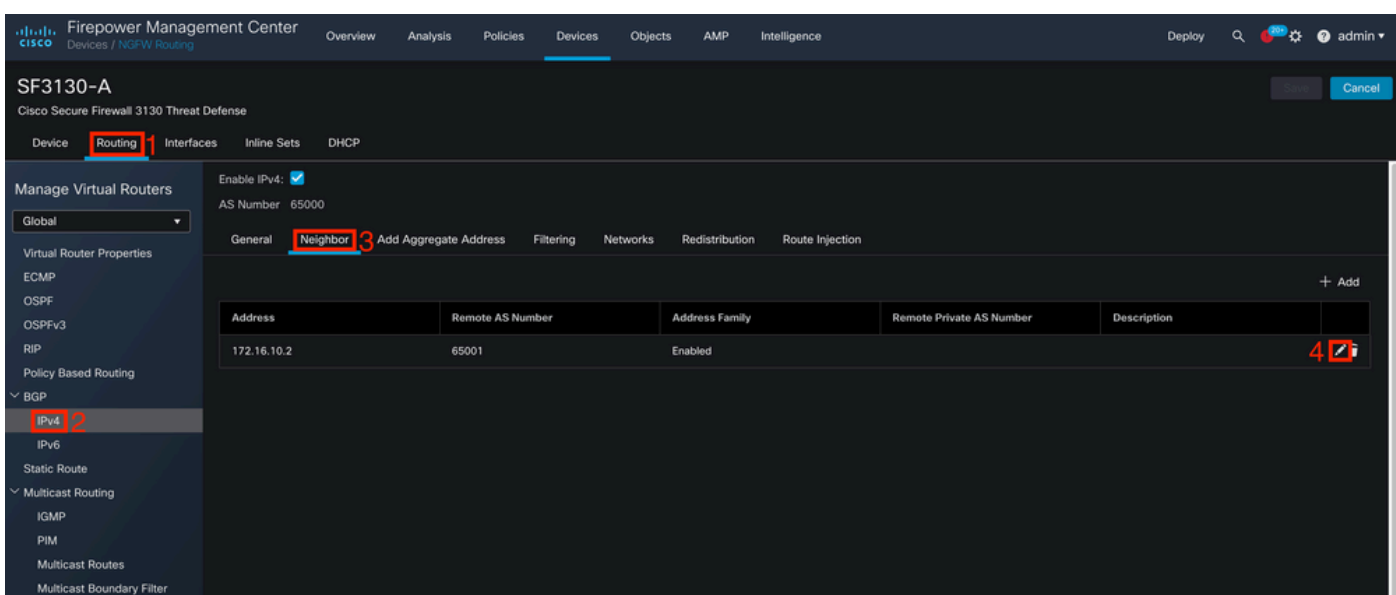 Firepower Management Center
CISCO Devices / NGFW Routing Overview Analysis Policies Devices Objects AMP Intelligence Deploy 20+ admin
SF3130-A
Save Cancel
Cisco Secure Firewall 3130 Threat Defense
Device Routing 1 Interfaces Inline Sets DHCP
Manage Virtual Routers
Global
Virtual Router Properties
ECMP
OSPF
OSPFv3
RIP
Policy Based Routing
BGP
IPv4 2
IPv6
Static Route
Multicast Routing
IGMP
PIM
Multicast Routes
Multicast Boundary Filter
Enable IPv4:
AS Number 65000
General Neighbor 3 Add Aggregate Address Filtering Networks Redistribution Route Injection
+ Add
Address Remote AS Number Address Family Remote Private AS Number Description
172.16.10.2 65001 Enabled 4